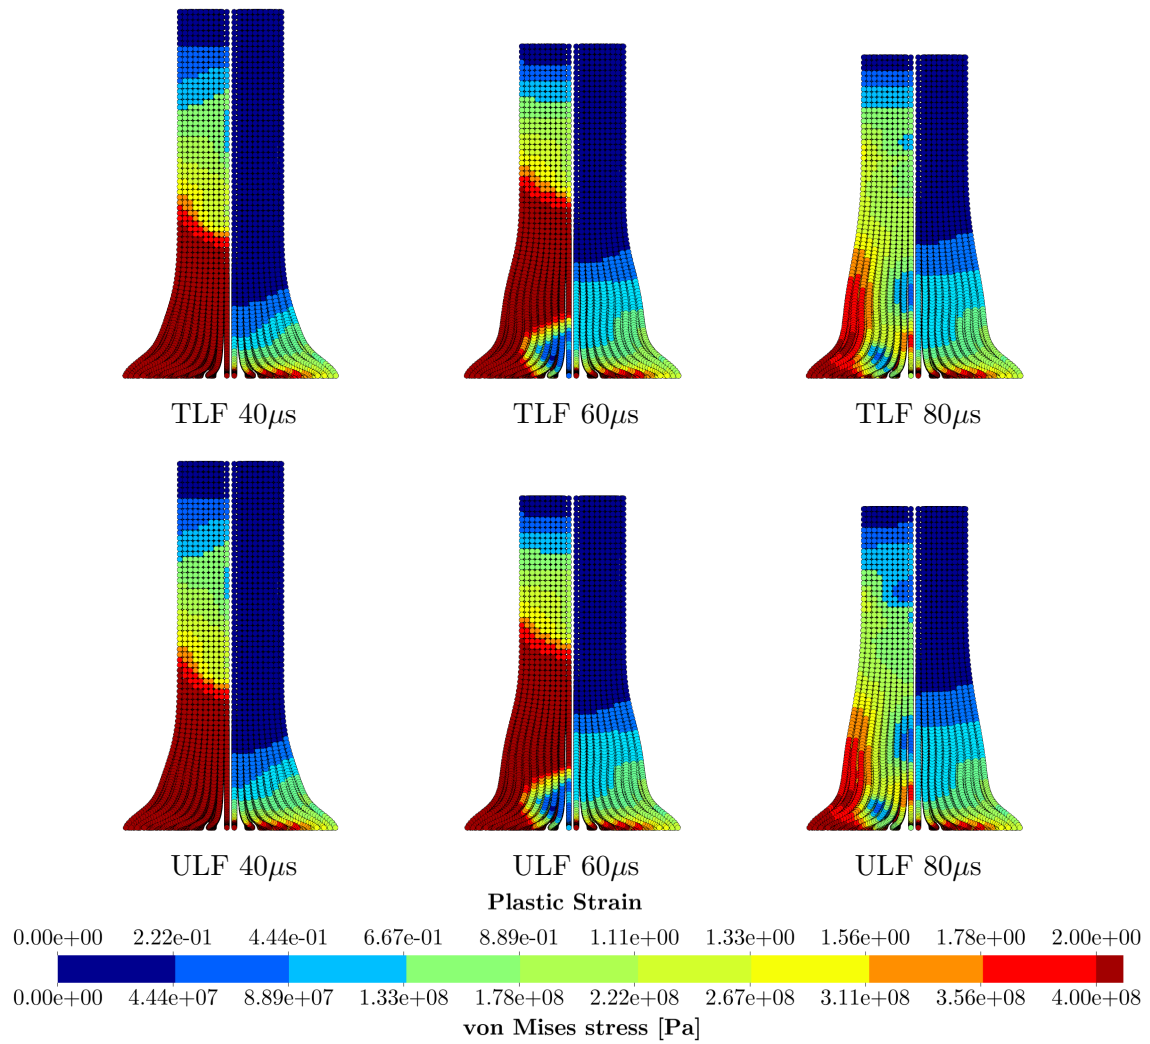 TLF 40μs TLF 60μs TLF 80μs
ULF 40μs ULF 60μs ULF 80μs
Plastic Strain
0.00e+00 2.22e-01 4.44e-01 6.67e-01 8.89e-01 1.11e+00 1.33e+00 1.56e+00 1.78e+00 2.00e+00
0.00e+00 4.44e+07 8.89e+07 1.33e+08 1.78e+08 2.22e+08 2.67e+08 3.11e+08 3.56e+08 4.00e+08
von Mises stress [Pa]